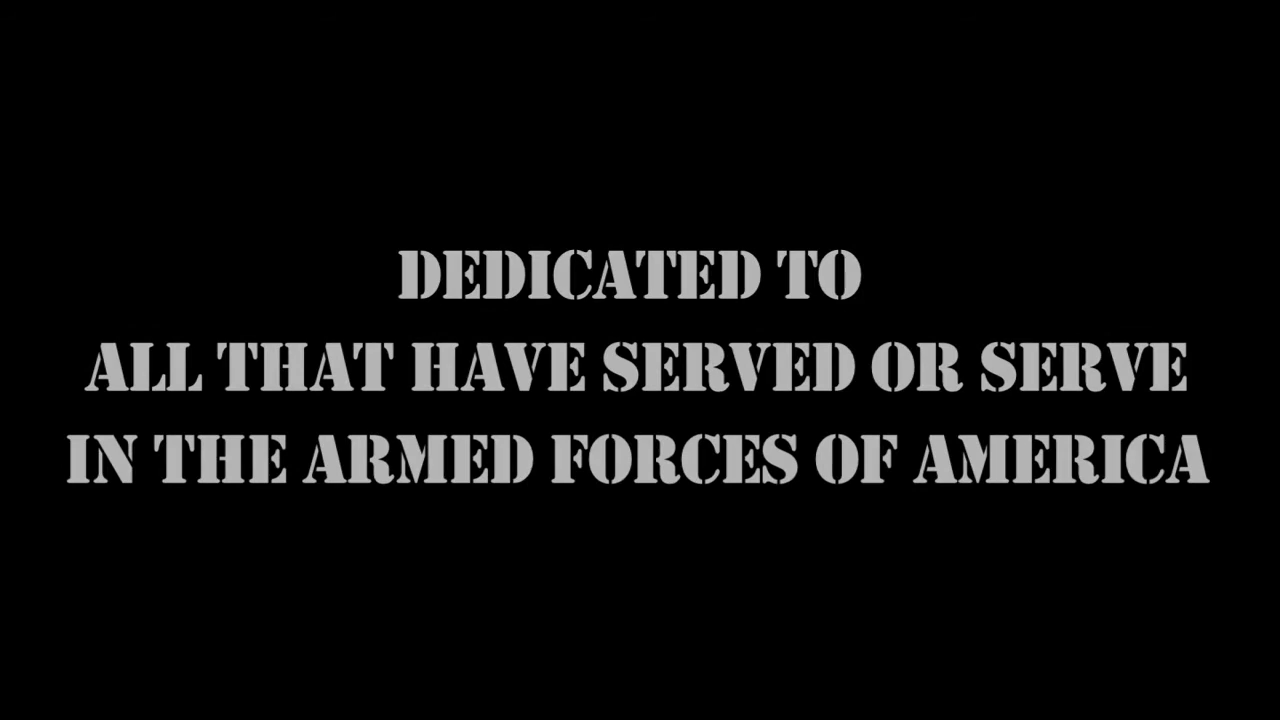 DEDICATED TO
ALL THAT HAVE SERVED OR SERVE
IN THE ARMED FORCES OF AMERICA